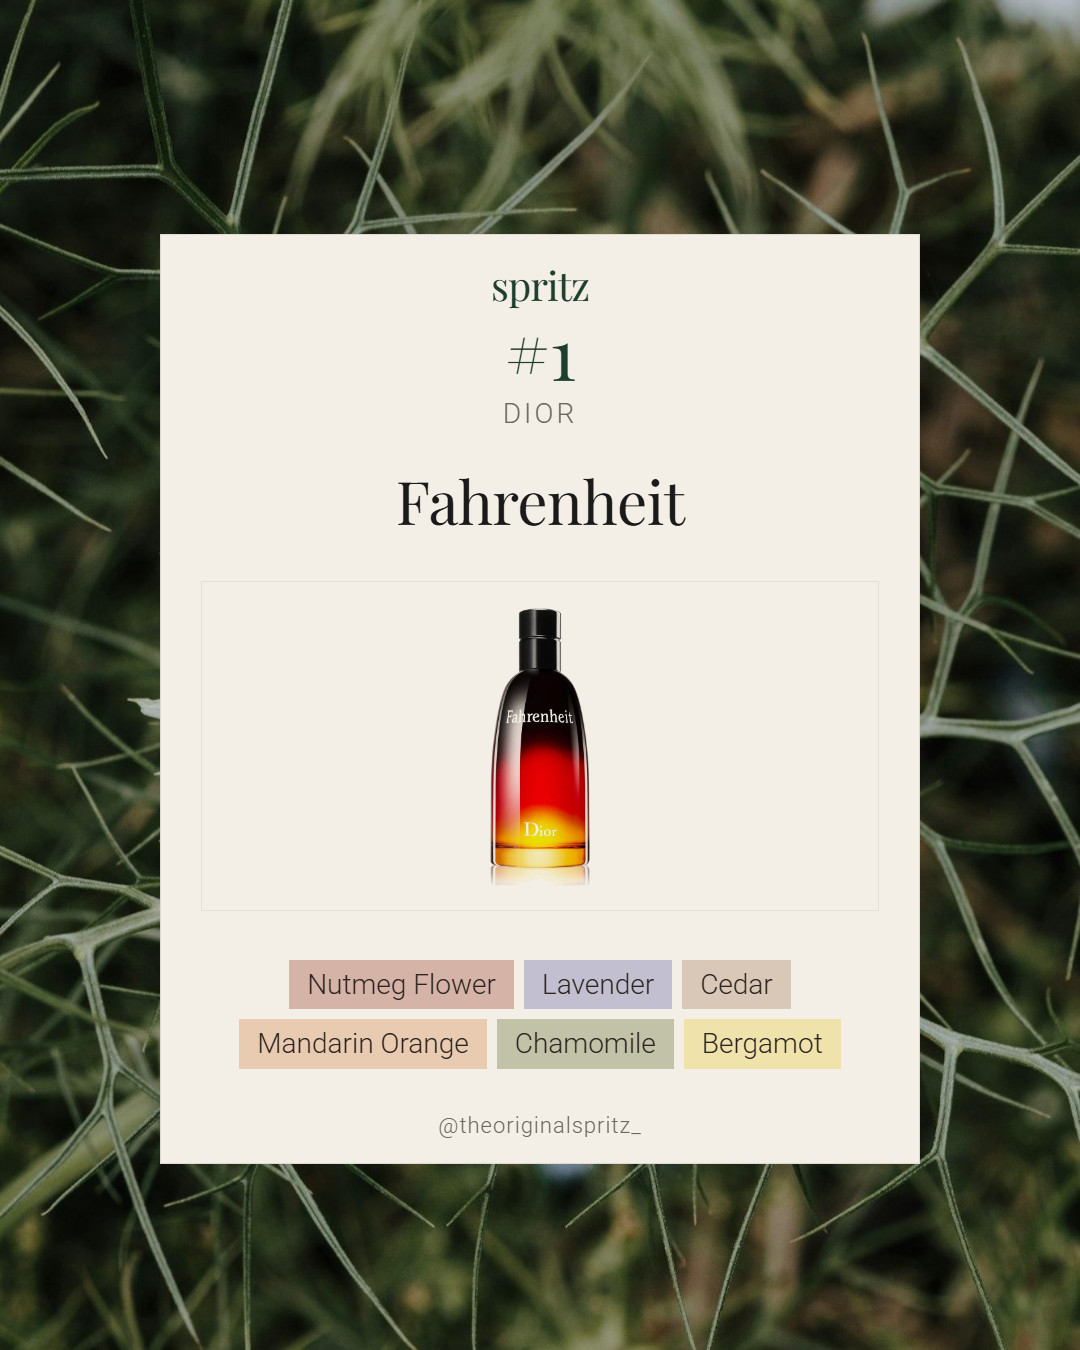 spritz
#1
DIOR
Fahrenheit
Fahrenheit
Dior
Nutmeg Flower Lavender Cedar
Mandarin Orange Chamomile Bergamot
@theoriginalspritz_